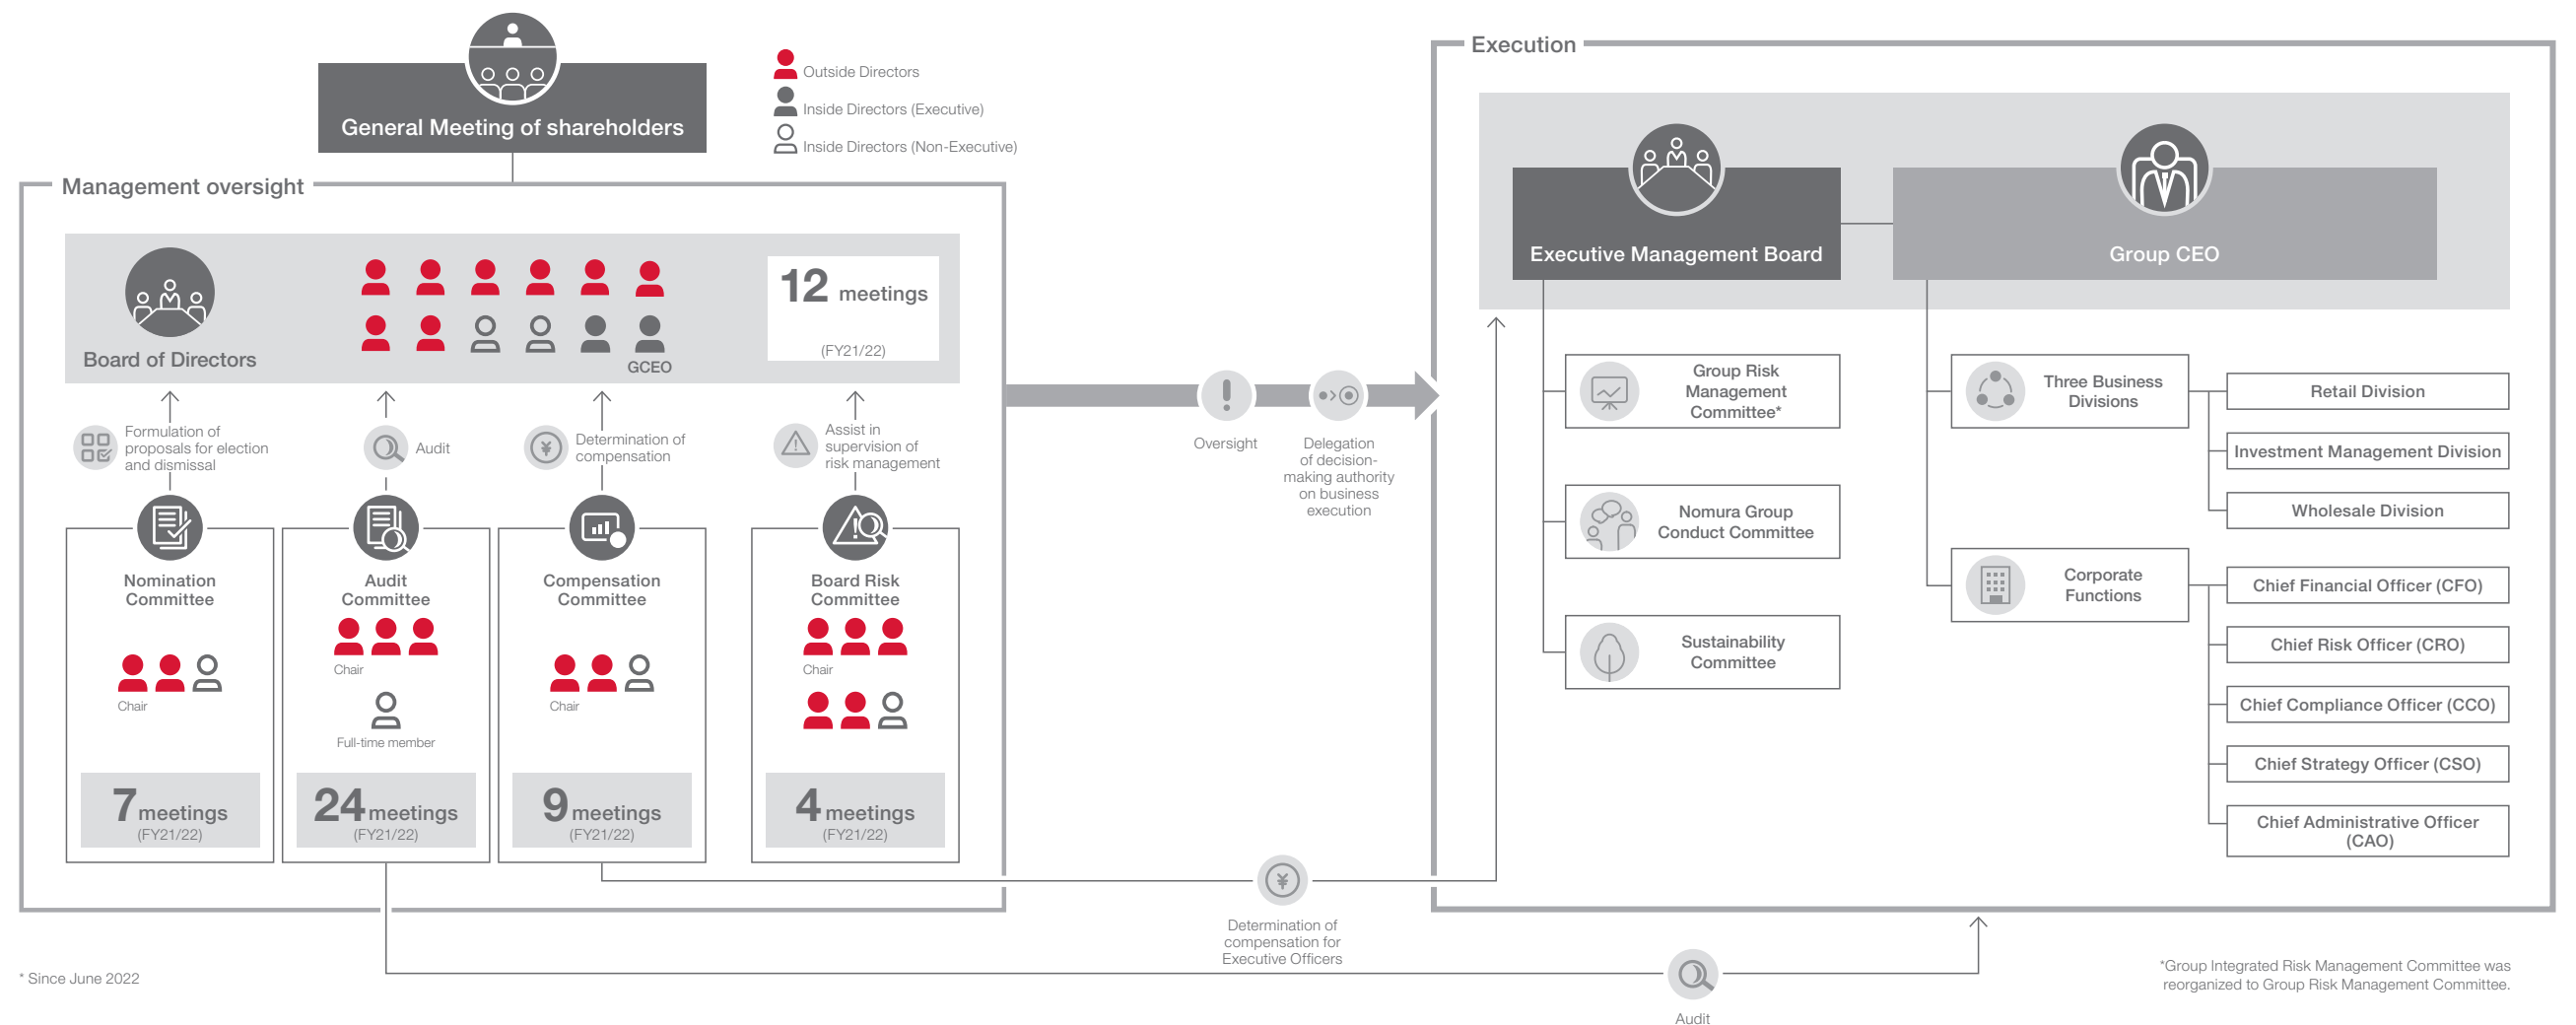 General Meeting of shareholders
Outside Directors
Inside Directors (Executive)
Inside Directors (Non-Executive)
Management oversight
Board of Directors
GCEO
12 meetings
(FY21/22)
Formulation of
proposals for election
and dismissal
Audit
Determination of
compensation
Assist in
supervision of
risk management
Nomination
Committee
Chair
7 meetings
(FY21/22)
Audit
Committee
Chair
Full-time member
24 meetings
(FY21/22)
Compensation
Committee
Chair
9 meetings
(FY21/22)
Board Risk
Committee
Chair
4 meetings
(FY21/22)
* Since June 2022
Oversight
Delegation
of decision-
making authority
on business
execution
Determination of
compensation for
Executive Officers
Audit
Execution
Executive Management Board
Group CEO
Group Risk
Management
Committee*
Nomura Group
Conduct Committee
Sustainability
Committee
Three Business
Divisions
Retail Division
Investment Management Division
Wholesale Division
Corporate
Functions
Chief Financial Officer (CFO)
Chief Risk Officer (CRO)
Chief Compliance Officer (CCO)
Chief Strategy Officer (CSO)
Chief Administrative Officer
(CAO)
*Group Integrated Risk Management Committee was
reorganized to Group Risk Management Committee.